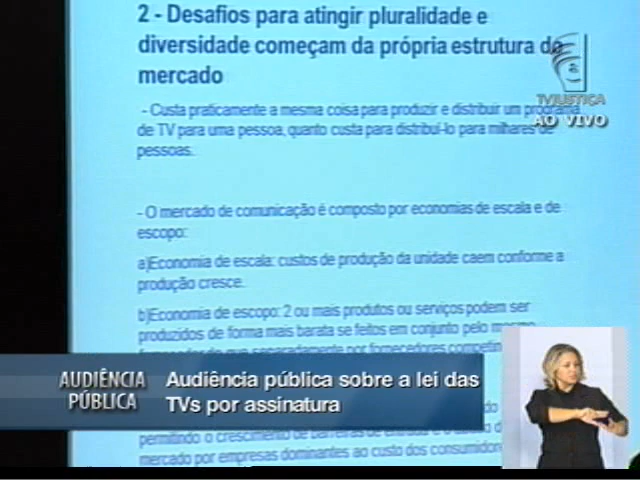 2 - Desafios para atingir pluralidade e
diversidade começam da própria estrutura do
mercado
- Custa praticamente a mesma coisa para produzir e distribuir um programa
de TV para uma pessoa, quanto custa para distribuí-lo para milhares de
pessoas.
TV JUSTIÇA
AO VIVO
- O mercado de comunicação é composto por economias de escala e de
escopo:
a)Economia de escala: custos de produção da unidade caem conforme a
produção cresce.
b)Economia de escopo: 2 ou mais produtos ou serviços podem ser
produzidos de forma mais barata se feitos em conjunto pelo mesmo
AUDIÊNCIA
PÚBLICA
Audiência pública sobre a lei das
TVs por assinatura
permitindo o crescimento de barreiras de
mercado por empresas dominantes ao custo dos